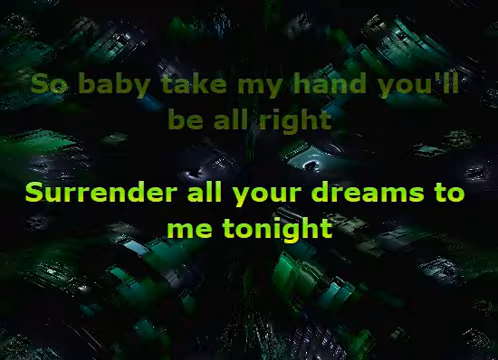 So baby take my hand you'll
be all right
Surrender all your dreams to
me tonight